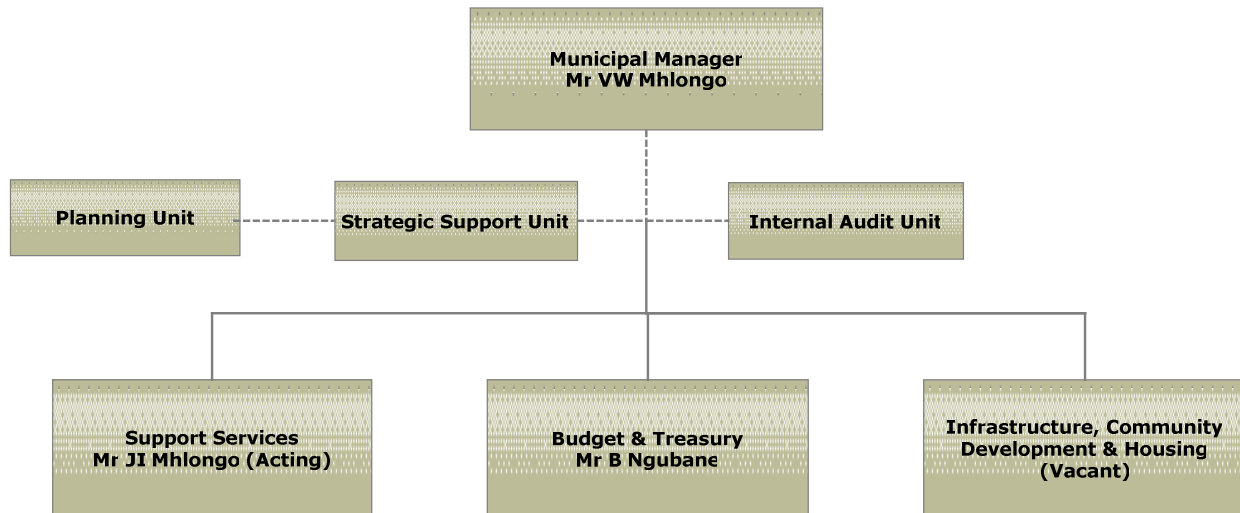 Municipal Manager
Mr VW Mhlongo
Planning Unit
Strategic Support Unit
Internal Audit Unit
Support Services
Mr JI Mhlongo (Acting)
Budget & Treasury
Mr B Ngubane
Infrastructure, Community
Development & Housing
(Vacant)